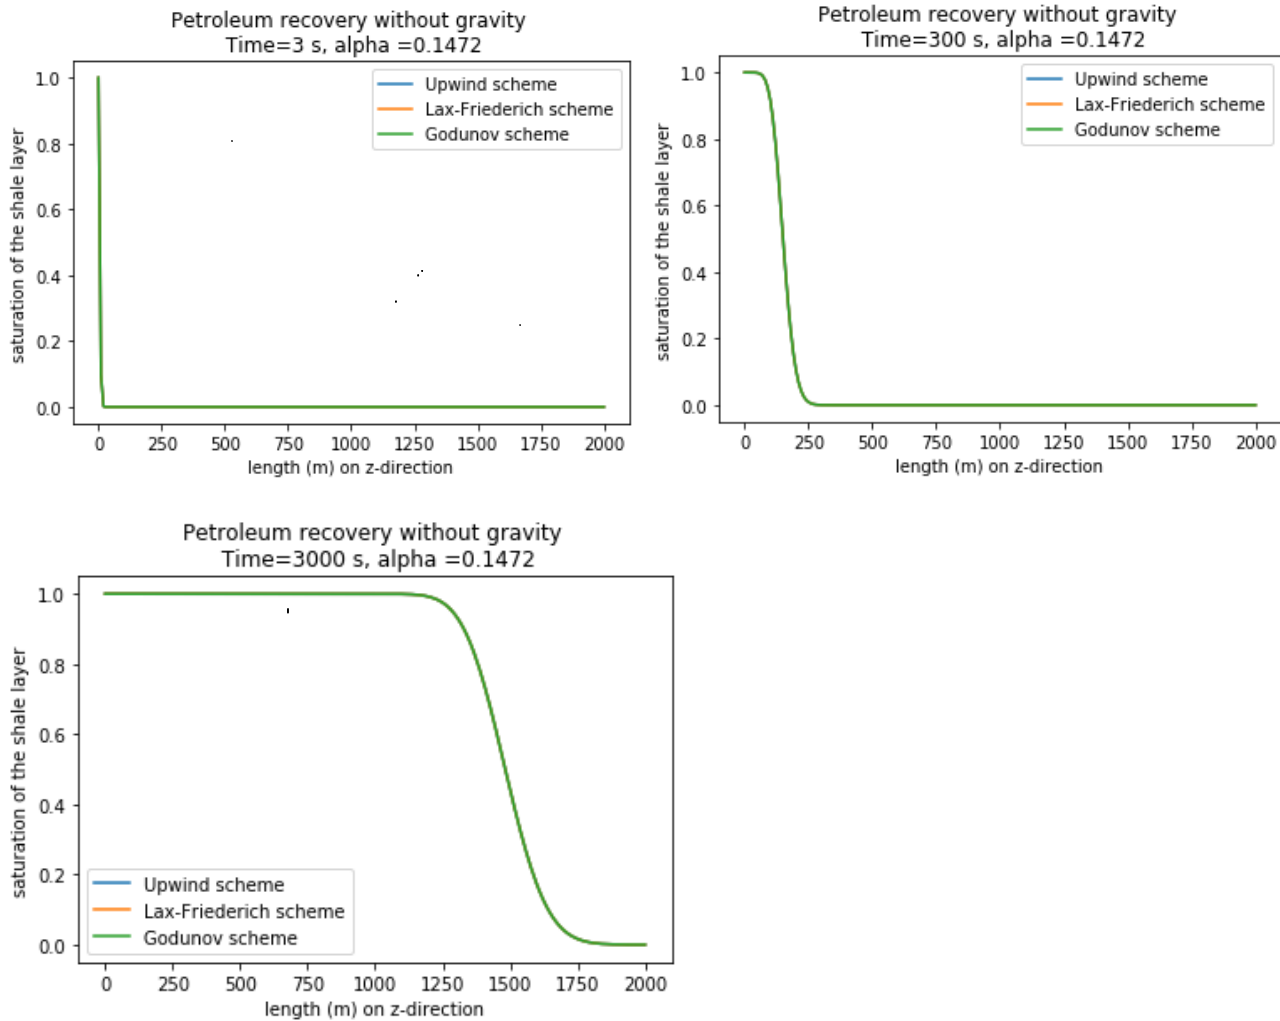 Petroleum recovery without gravity
Time=3 s, alpha =0.1472
1.0
0.8
0.6
0.4
0.2
0.0
saturation of the shale layer
Upwind scheme
Lax-Friederich scheme
Godunov scheme
0 250 500 750 1000 1250 1500 1750 2000
length (m) on z-direction
Petroleum recovery without gravity
Time=300 s, alpha =0.1472
1.0
0.8
0.6
0.4
0.2
0.0
saturation of the shale layer
Upwind scheme
Lax-Friederich scheme
Godunov scheme
0 250 500 750 1000 1250 1500 1750 2000
length (m) on z-direction
Petroleum recovery without gravity
Time=3000 s, alpha =0.1472
1.0
0.8
0.6
0.4
0.2
0.0
saturation of the shale layer
Upwind scheme
Lax-Friederich scheme
Godunov scheme
0 250 500 750 1000 1250 1500 1750 2000
length (m) on z-direction